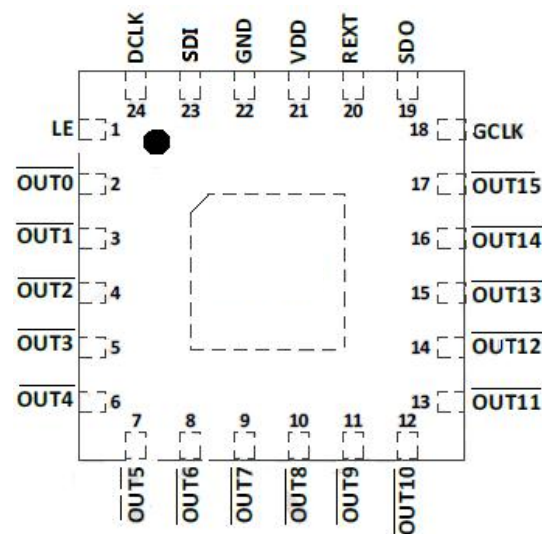 DCLK SDI GND VDD REXT SDO
24 23 22 21 20 19
LE 1 18 GCLK
OUT0 2 17 OUT15
OUT1 3 16 OUT14
OUT2 4 15 OUT13
OUT3 5 14 OUT12
OUT4 6 13 OUT11
7 8 9 10 11 12
OUT5 OUT6 OUT7 OUT8 OUT9 OUT10